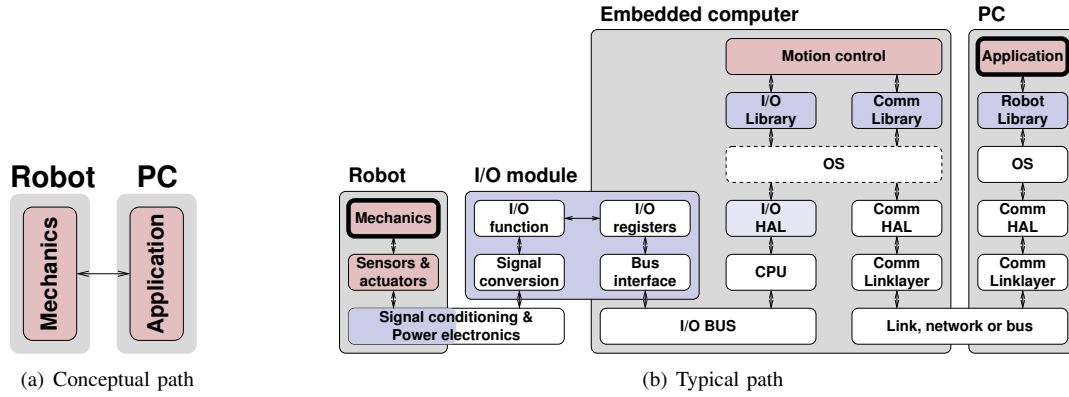 Robot
PC
Mechanics
Application
(a) Conceptual path
Embedded computer
PC
Motion control
Application
I/O
Library
Comm
Library
Robot
Library
OS
OS
Robot
I/O module
Mechanics
I/O
function
I/O
registers
I/O
HAL
Comm
HAL
Comm
HAL
Sensors &
actuators
Signal
conversion
Bus
interface
CPU
Comm
Linklayer
Comm
Linklayer
Signal conditioning &
Power electronics
I/O BUS
Link, network or bus
(b) Typical path